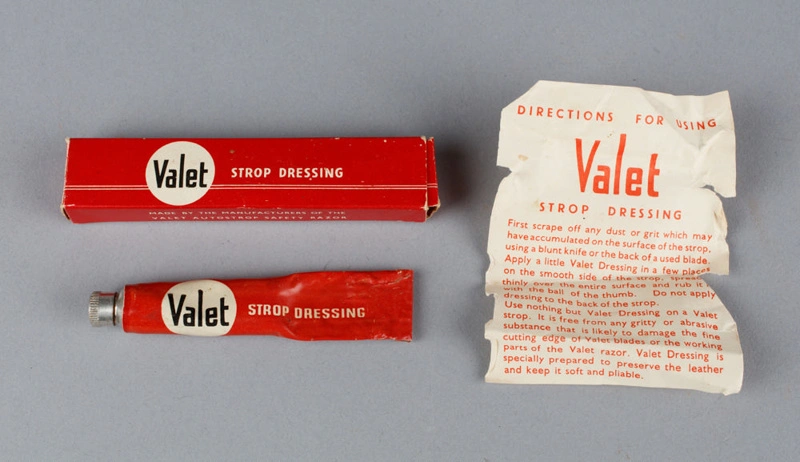 Valet STROP DRESSING
MADE BY THE MANUFACTURERS OF THE
VALET AUTOSTROP SAFETY RAZOR
Valet STROP DRESSING
DIRECTIONS FOR USING
Valet
STROP DRESSING
First scrape off any dust or grit which may
have accumulated on the surface of the strop,
using a blunt knife or the back of a used blade.
Apply a little Valet Dressing in a few places
on the smooth side of the strop,
thinly over the entire surface and rub it
with the ball of the thumb. Do not apply
dressing to the back of the strop.
Use nothing but Valet Dressing on a Valet
strop. It is free from any gritty or abrasive
substance that is likely to damage the fine
cutting edge of Valet blades or the working
parts of the Valet razor. Valet Dressing is
specially prepared to preserve the leather
and keep it soft and pliable.